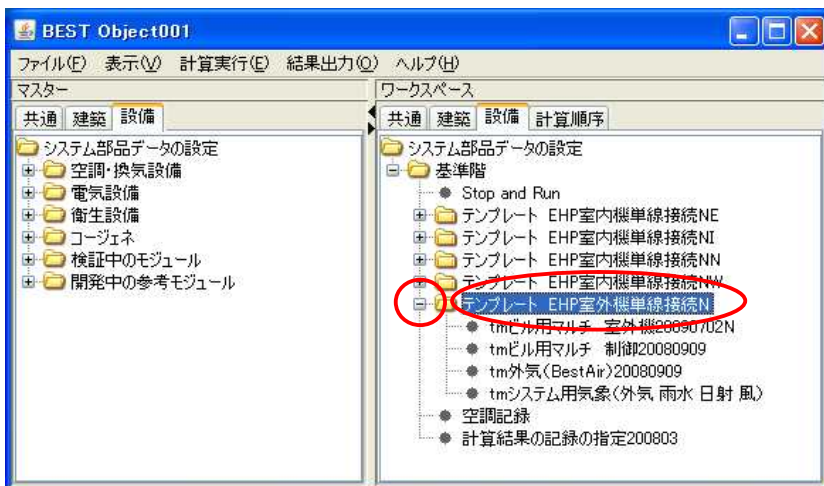 BEST Object001
ファイル(F) 表示(V) 計算実行(E) 結果出力(O) ヘルプ(H)
マスター
共通 建築 設備
システム部品データの設定
空調・換気設備
電気設備
衛生設備
コージェネ
検証中のモジュール
開発中の参考モジュール
ワークスペース
共通 建築 設備 計算順序
システム部品データの設定
基準階
Stop and Run
テンプレート EHP室内機単線接続NE
テンプレート EHP室内機単線接続NI
テンプレート EHP室内機単線接続NN
テンプレート EHP室内機単線接続NW
テンプレート EHP室外機単線接続N
tmビル用マルチ 室外機20090702N
tmビル用マルチ 制御20080909
tm外気(BestAir)20080909
tmシステム用気象(外気 雨水 日射 風)
空調記録
計算結果の記録の指定200803